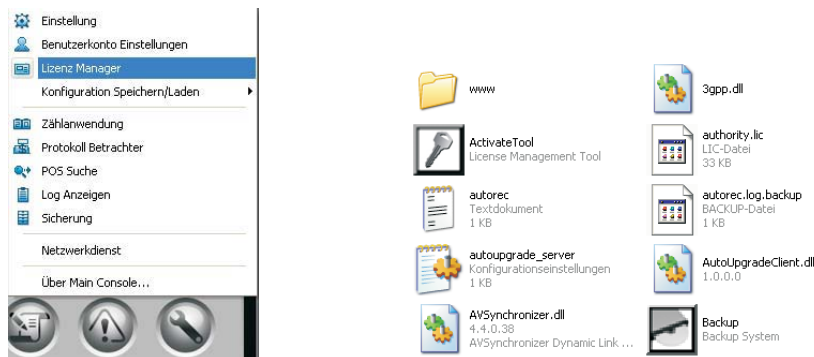 Einstellung
Benutzerkonto Einstellungen
Lizenz Manager
Konfiguration Speichern/Laden
Zählanwendung
Protokoll Betrachter
POS Suche
Log Anzeigen
Sicherung
Netzwerkdienst
Über Main Console...
www
3gpp.dll
ActivateTool
License Management Tool
authority.lic
LIC-Datei
33 KB
autorec
Textdokument
1 KB
autorec.log.backup
BACKUP-Datei
1 KB
autoupgrade_server
Konfigurationseinstellungen
1 KB
AutoUpgradeClient.dl
1.0.0.0
AVSynchronizer.dll
4.4.0.38
AVSynchronizer Dynamic Link ...
Backup
Backup System